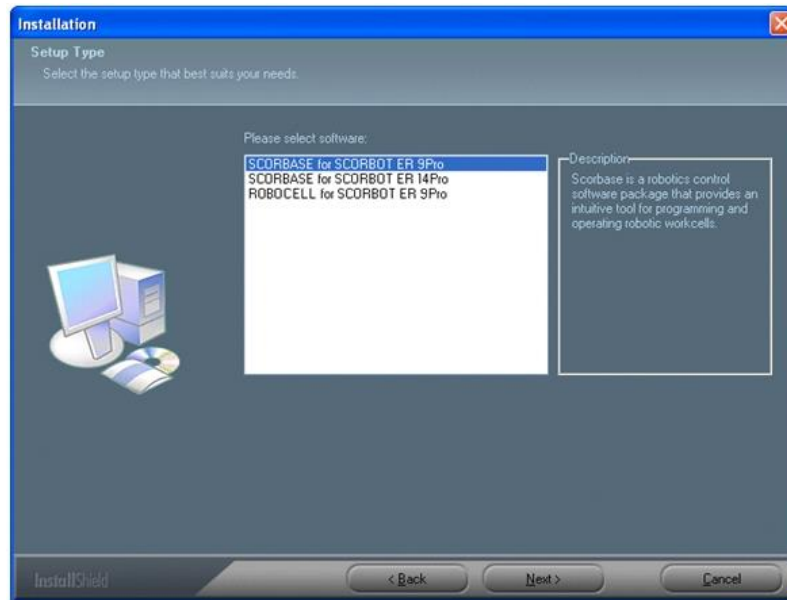 Installation
Setup Type
Select the setup type that best suits your needs.
Please select software:
SCORBASE for SCORBOT ER 9Pro
SCORBASE for SCORBOT ER 14Pro
ROBOCELL for SCORBOT ER 9Pro
Description
Scorbase is a robotics control
software package that provides an
intuitive tool for programming and
operating robotic workcells.
InstallShield
< Back
Next >
Cancel